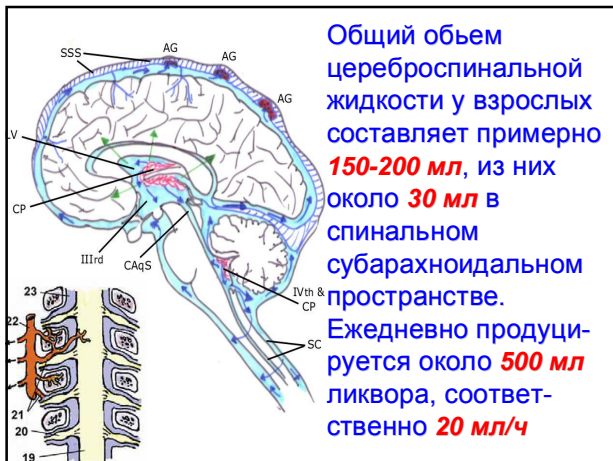 SSS
AG
AG
AG
LV
CP
IIIrd
CAqS
IVth &
CP
SC
23
22
21
20
19
Общий обьем
цереброспинальной
жидкости у взрослых
составляет примерно
150-200 мл, из них
около 30 мл в
спинальном
субарахноидальном
пространстве.
Ежедневно продуци-
руется около 500 мл
ликвора, соответ-
ственно 20 мл/ч